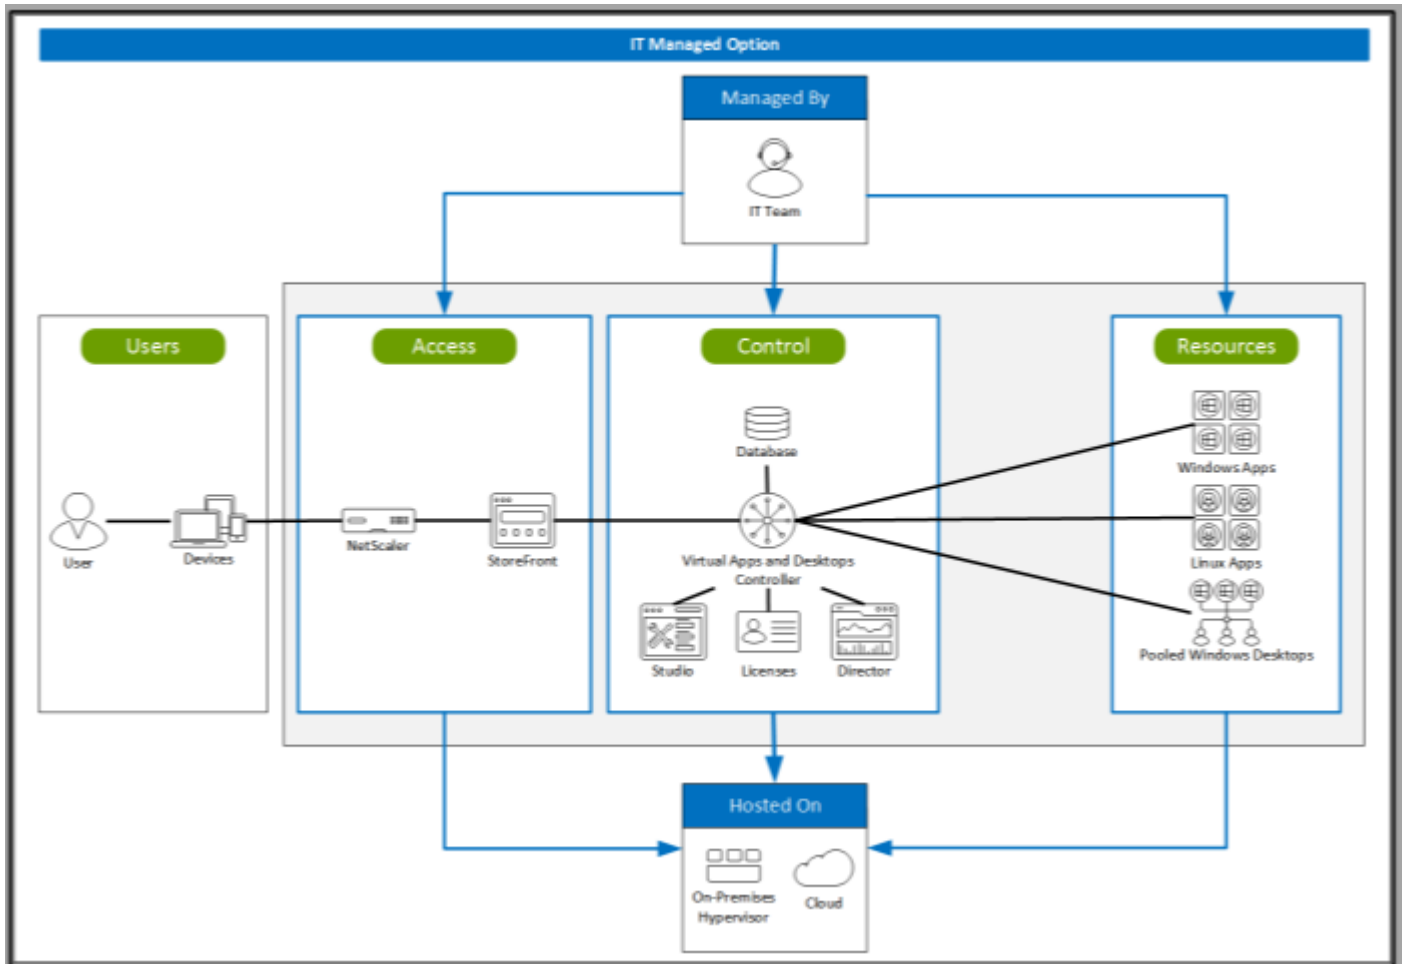 IT Managed Option
Managed By
IT Team
Users
Access
Control
Resources
Database
Windows Apps
User
Devices
NetScaler
StoreFront
Virtual Apps and Desktops
Controller
Linux Apps
Studio
Licenses
Director
Pooled Windows Desktops
Hosted On
On-Premises
Hypervisor
Cloud